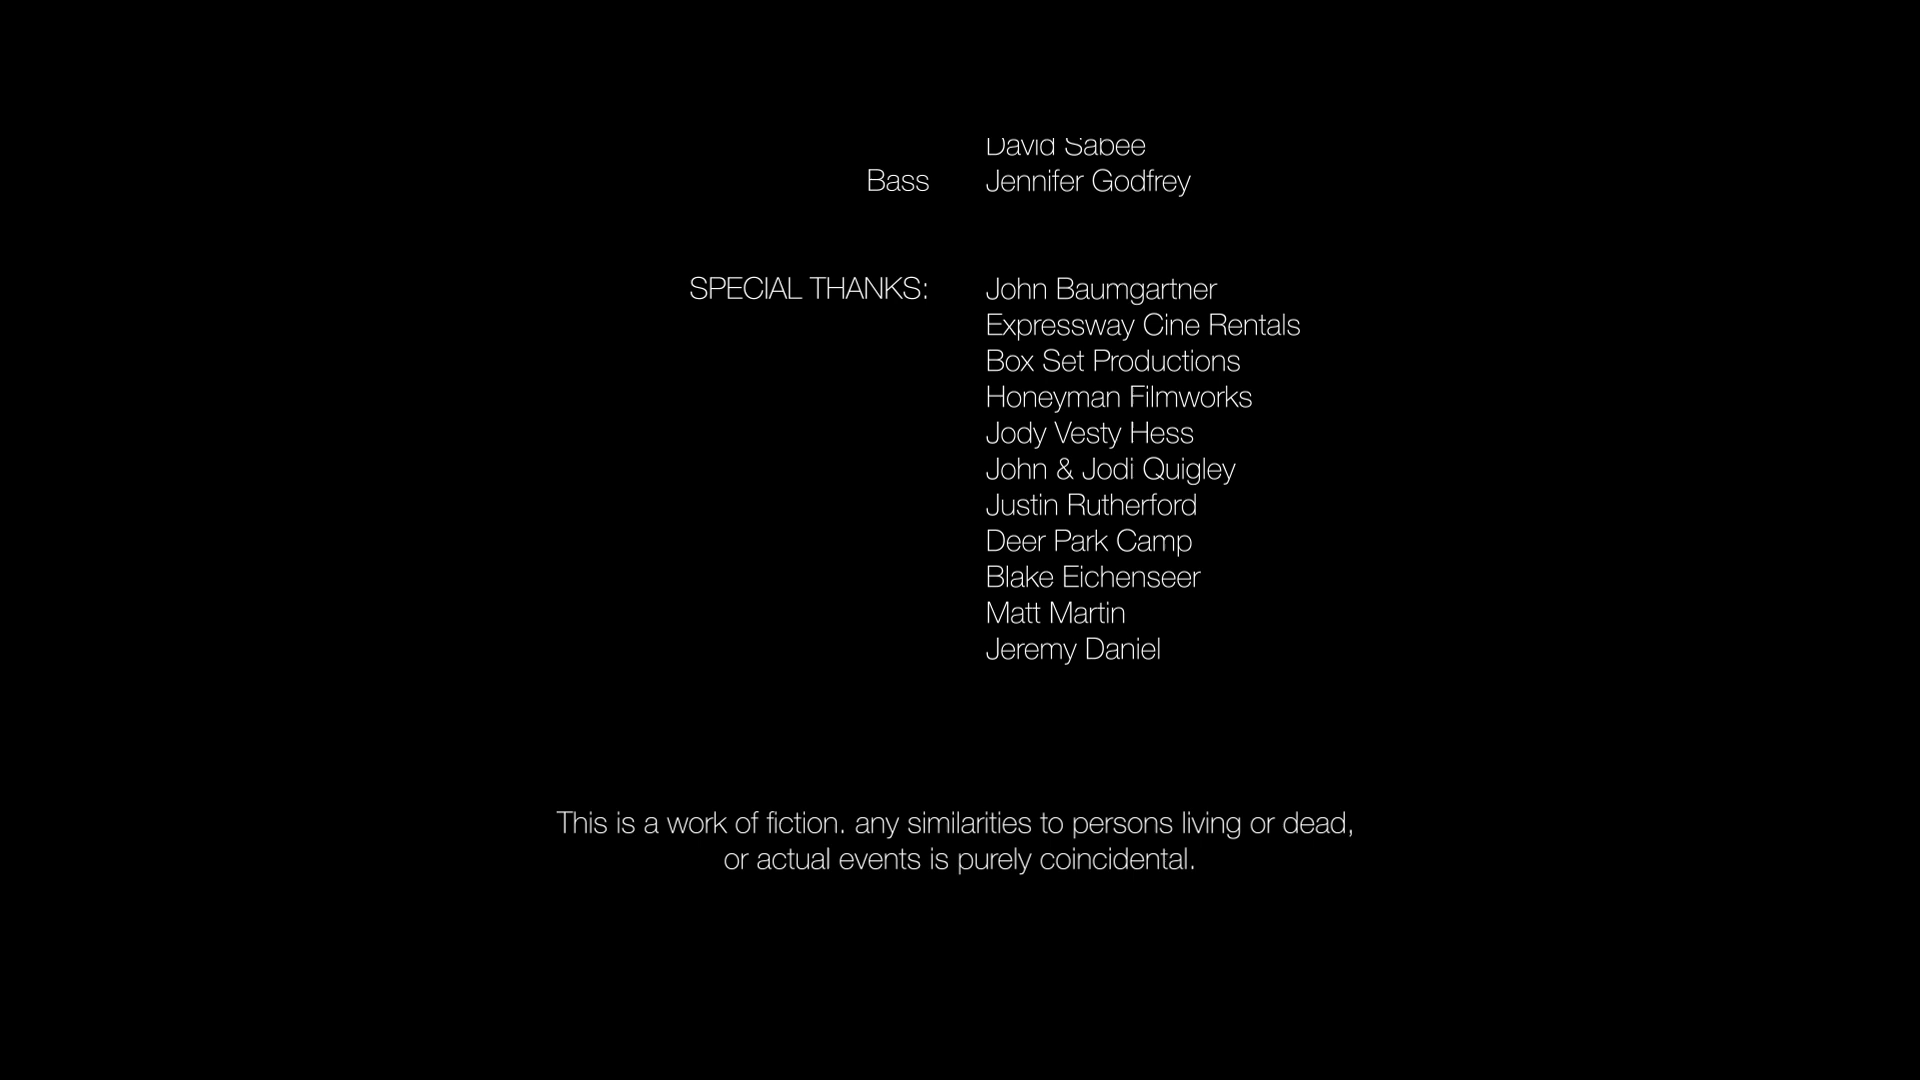 David Sabee
Bass Jennifer Godfrey
SPECIAL THANKS: John Baumgartner
Expressway Cine Rentals
Box Set Productions
Honeyman Filmworks
Jody Vesty Hess
John & Jodi Quigley
Justin Rutherford
Deer Park Camp
Blake Eichenseer
Matt Martin
Jeremy Daniel
This is a work of fiction. any similarities to persons living or dead,
or actual events is purely coincidental.